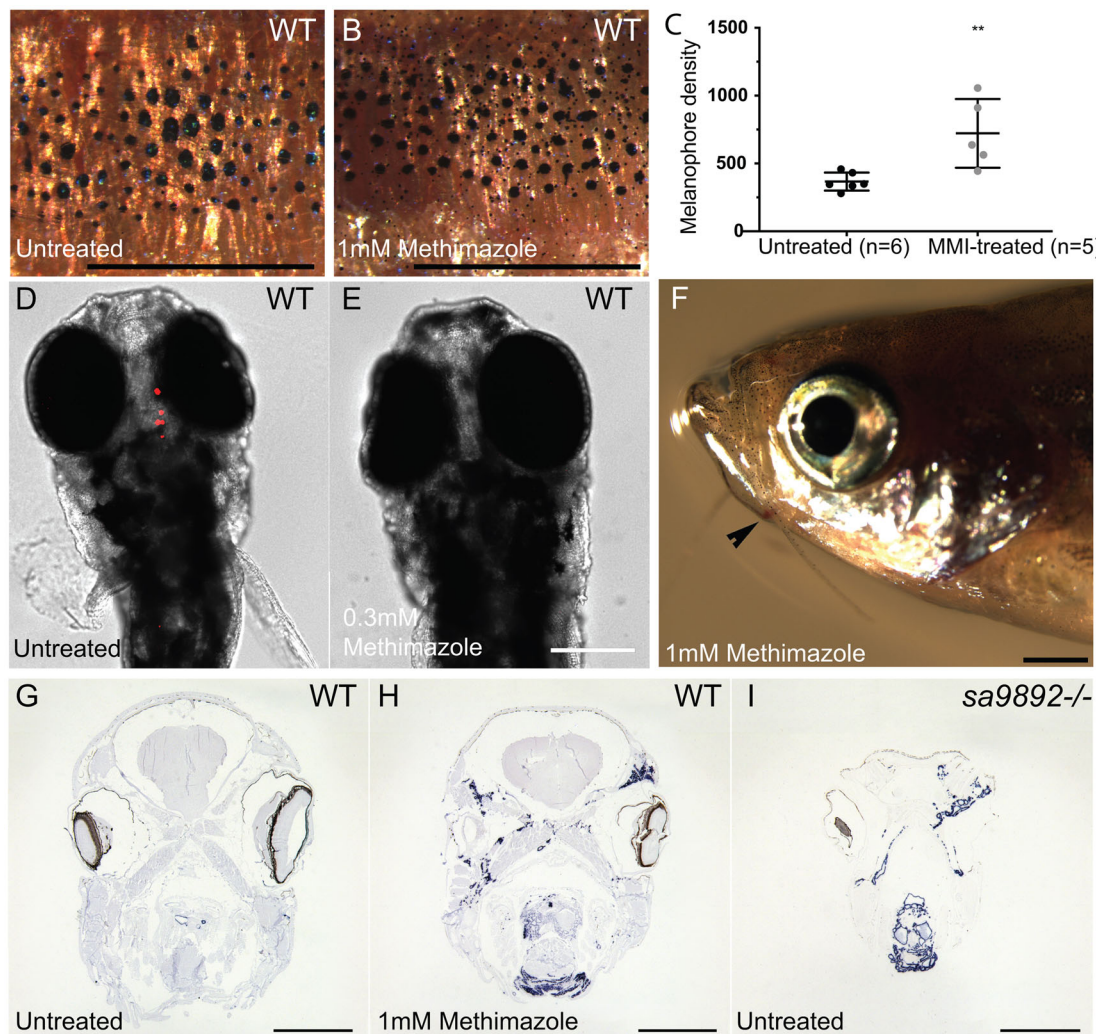 WT
Untreated
B
WT
1mM Methimazole
C
**
Melanophore density
1500
1000
500
0
Untreated (n=6)
MMI-treated (n=5)
D
WT
Untreated
E
WT
0.3mM
Methimazole
F
1mM Methimazole
G
WT
Untreated
H
WT
1mM Methimazole
I
sa9892-/-
Untreated